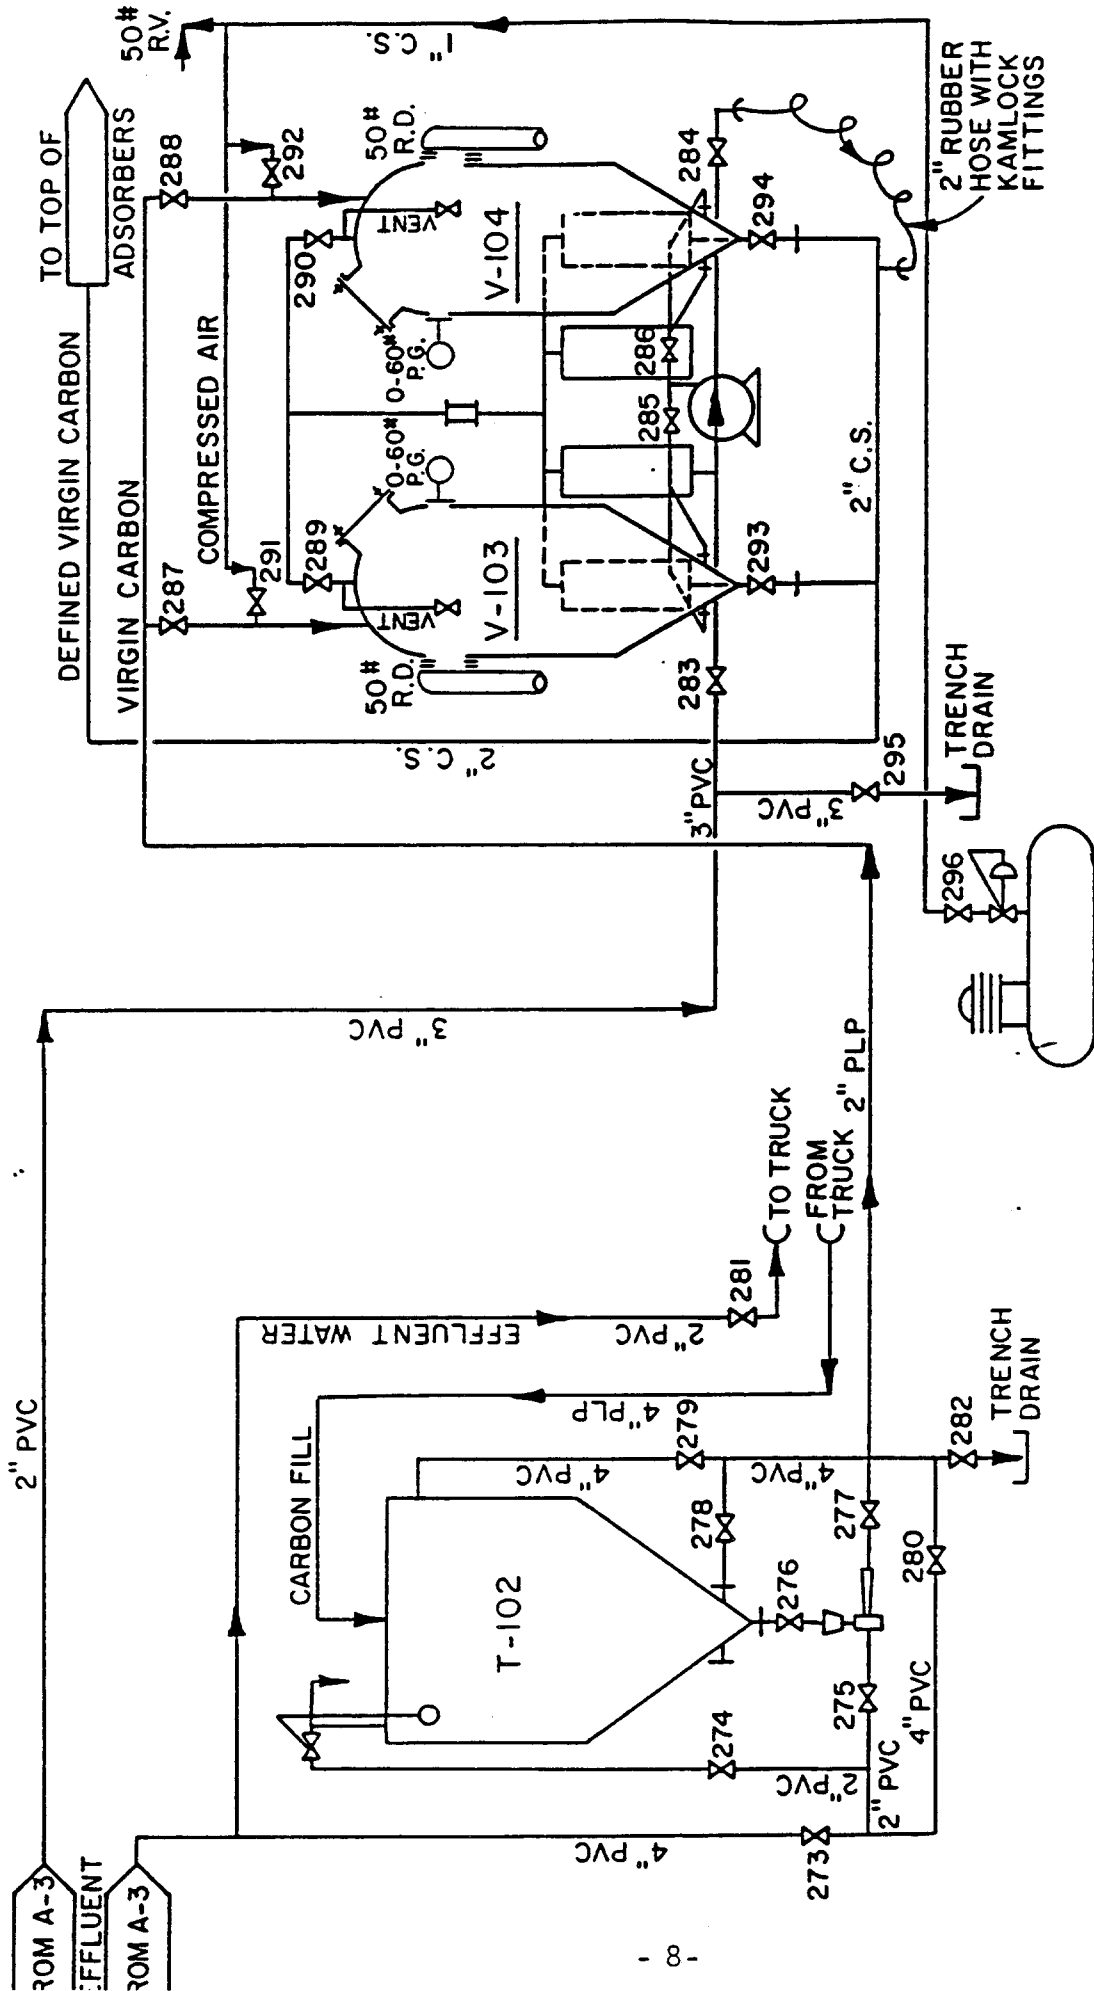 50#
R.V.
1" C.S.
TO TOP OF
ADSORBERS
DEFINED VIRGIN CARBON
VIRGIN CARBON
COMPRESSED AIR
288
292
287
291
290
289
50#
R.D.
50#
R.D.
VENT
VENT
V-104
V-103
0-60#
P.G.
0-60#
P.G.
286
285
284
283
294
293
2" RUBBER
HOSE WITH
KAMLOCK
FITTINGS
2" C.S.
2" C.S.
3" PVC
3" PVC
295
TRENCH
DRAIN
296
2" PVC
3" PVC
2" PLP
TO TRUCK
FROM
TRUCK
281
EFFLUENT WATER
2" PVC
CARBON FILL
4" PLP
279
4" PVC
4" PVC
278
282
TRENCH
DRAIN
T-102
276
277
280
275
274
2" PVC
2" PVC
4" PVC
4" PVC
273
ROM A-3
EFFLUENT
ROM A-3
- 8 -